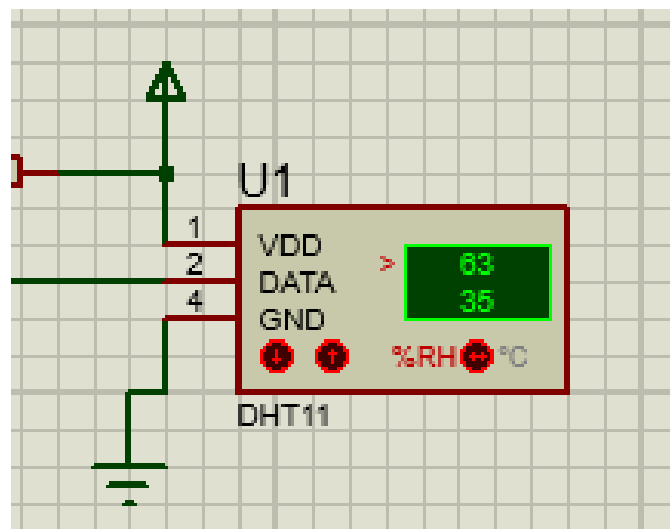 U1
1 VDD
2 DATA
4 GND
> 63
35
%RH °C
DHT11